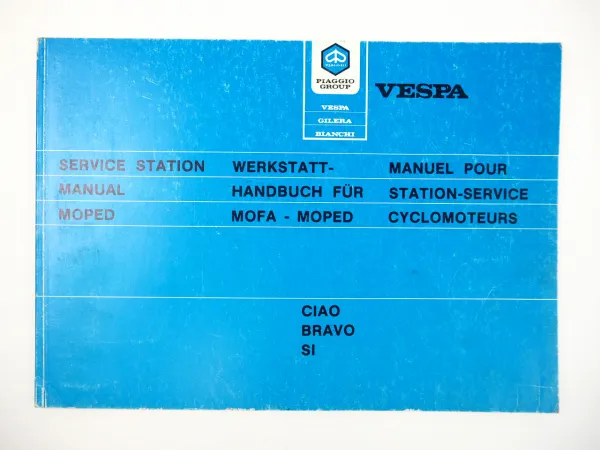 PIAGGIO
GROUP
VESPA
GILERA
BIANCHI
VESPA
SERVICE STATION
MANUAL
MOPED
WERKSTATT-
HANDBUCH FÜR
MOFA - MOPED
MANUEL POUR
STATION-SERVICE
CYCLOMOTEURS
CIAO
BRAVO
SI